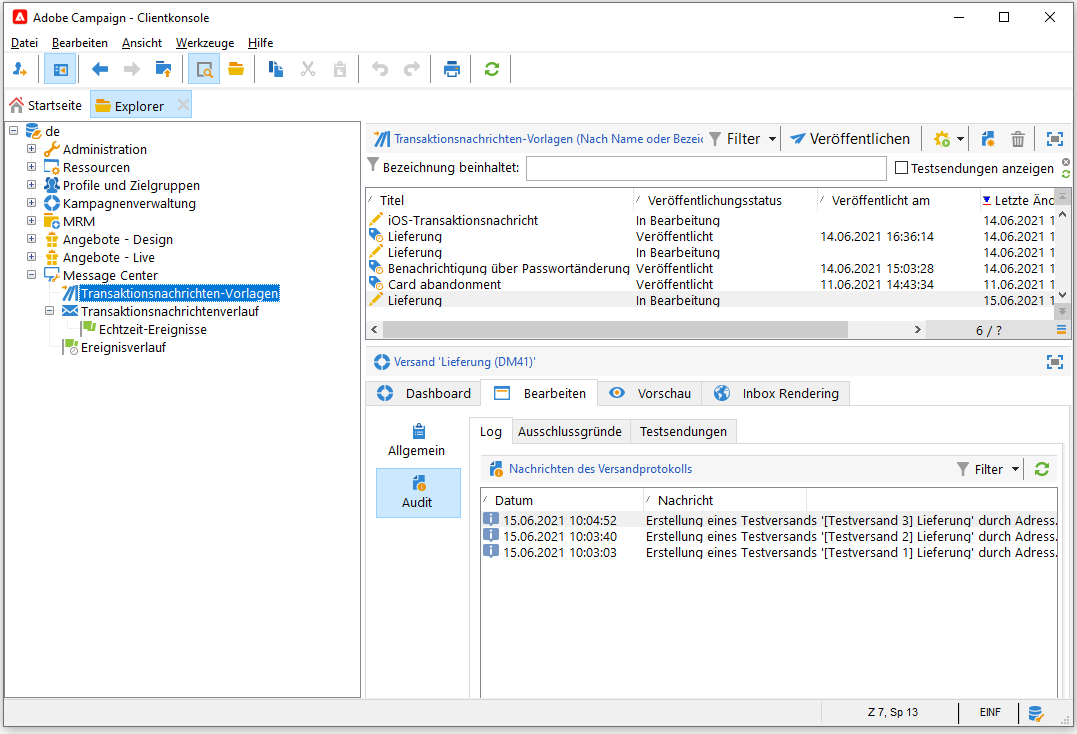 Adobe Campaign - Clientkonsole
Datei Bearbeiten Ansicht Werkzeuge Hilfe
Startseite Explorer
de
Administration
Ressourcen
Profile und Zielgruppen
Kampagnenverwaltung
MRM
Angebote - Design
Angebote - Live
Message Center
Transaktionsnachrichten-Vorlagen
Transaktionsnachrichtenverlauf
Echtzeit-Ereignisse
Ereignisverlauf
Transaktionsnachrichten-Vorlagen (Nach Name oder Bezeic Filter Veröffentlichen
Bezeichnung beinhaltet: Testsendungen anzeigen
Titel Veröffentlichungsstatus Veröffentlicht am Letzte Änd
iOS-Transaktionsnachricht In Bearbeitung 14.06.2021 1
Lieferung Veröffentlicht 14.06.2021 16:36:14 14.06.2021 1
Lieferung In Bearbeitung 14.06.2021 1
Benachrichtigung über Passwortänderung Veröffentlicht 14.06.2021 15:03:28 14.06.2021 1
Card abandonment Veröffentlicht 11.06.2021 14:43:34 11.06.2021 1
Lieferung In Bearbeitung 15.06.2021 1
6 / ?
Versand 'Lieferung (DM41)'
Dashboard Bearbeiten Vorschau Inbox Rendering
Allgemein
Audit
Log Ausschlussgründe Testsendungen
Nachrichten des Versandprotokolls Filter
Datum Nachricht
15.06.2021 10:04:52 Erstellung eines Testversands '[Testversand 3] Lieferung' durch Adress.
15.06.2021 10:03:40 Erstellung eines Testversands '[Testversand 2] Lieferung' durch Adress.
15.06.2021 10:03:03 Erstellung eines Testversands '[Testversand 1] Lieferung' durch Adress.
Z 7, Sp 13 EINF